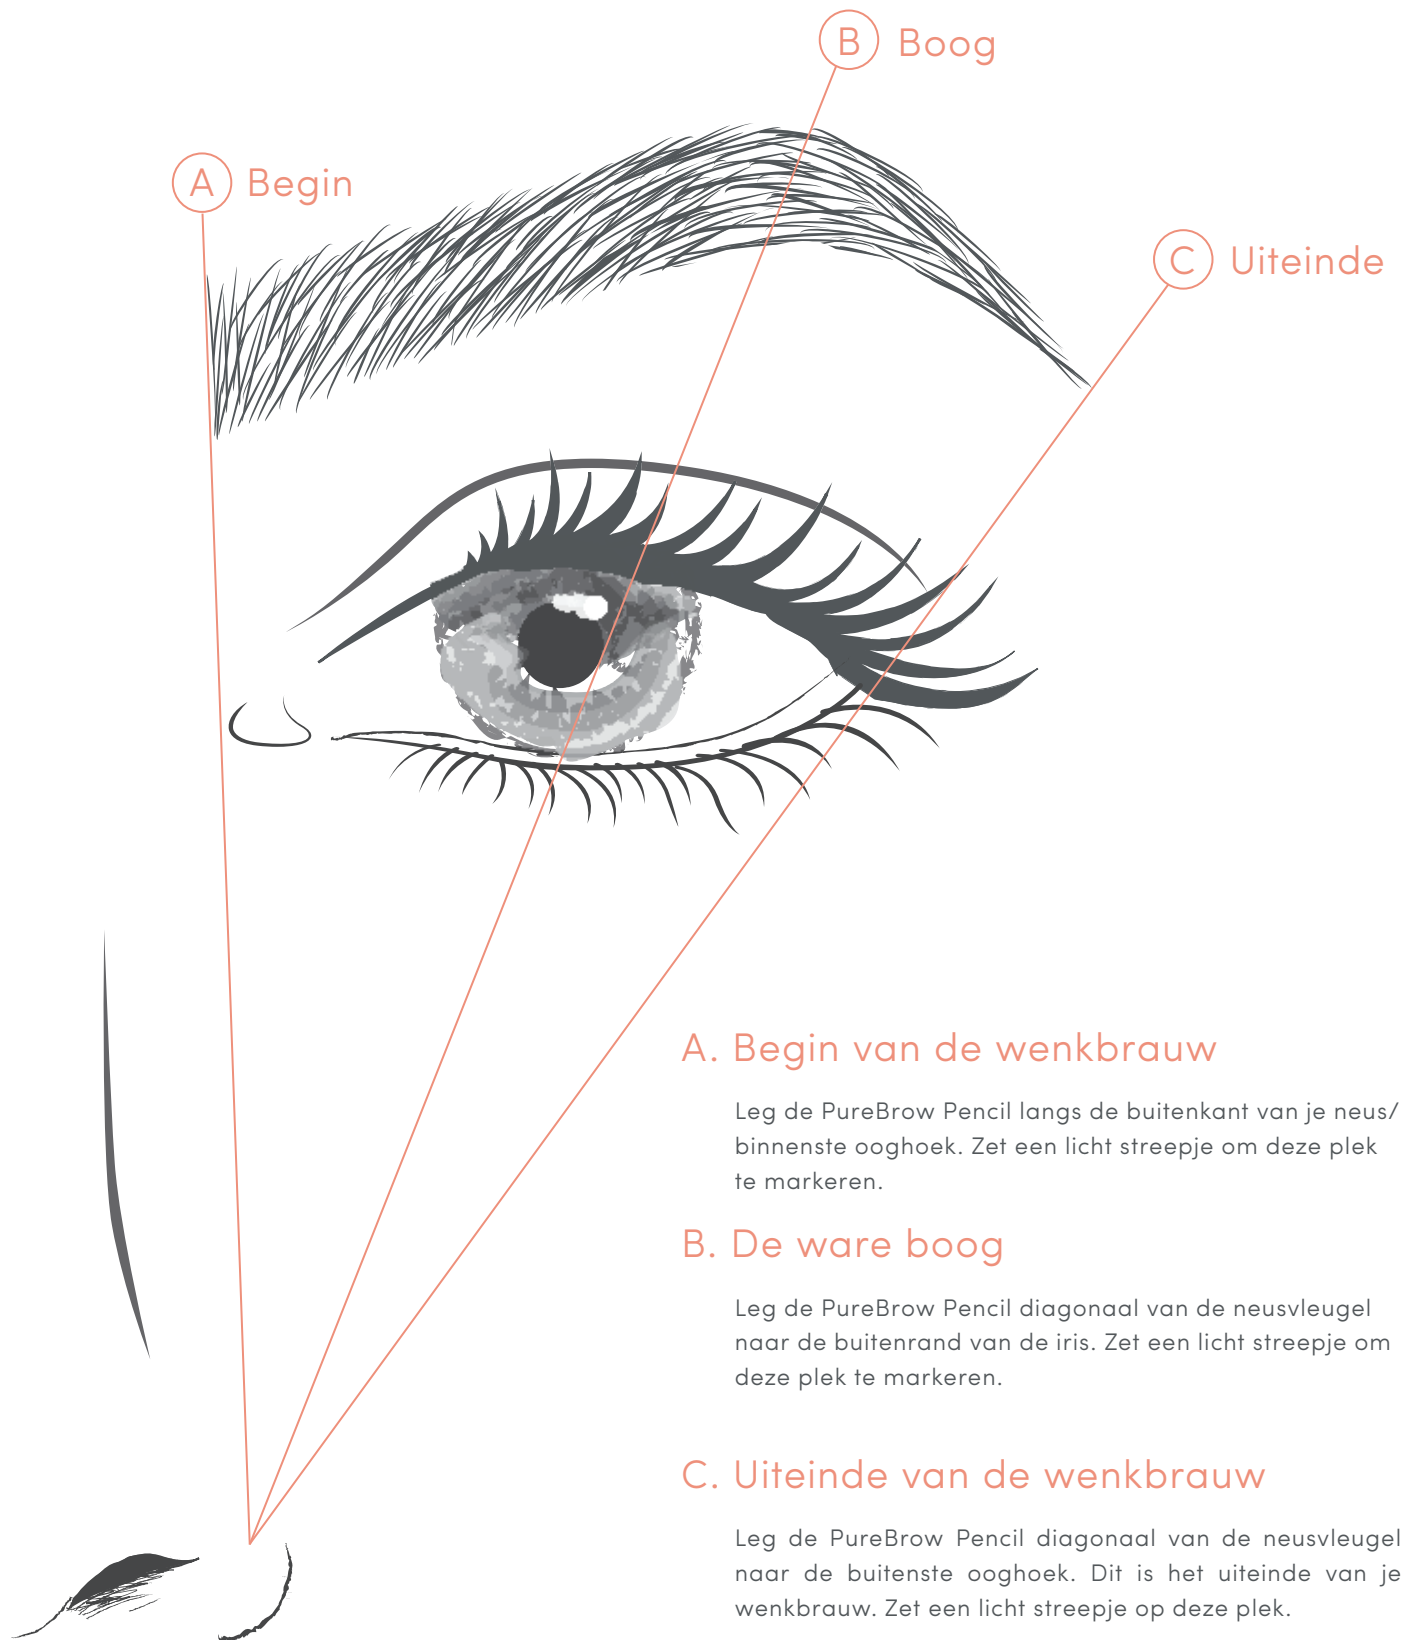 B Boog
A Begin
C Uiteinde
A. Begin van de wenkbrauw
Leg de PureBrow Pencil langs de buitenkant van je neus/
binnenste ooghoek. Zet een licht streepje om deze plek
te markeren.
B. De ware boog
Leg de PureBrow Pencil diagonaal van de neusvleugel
naar de buitenrand van de iris. Zet een licht streepje om
deze plek te markeren.
C. Uiteinde van de wenkbrauw
Leg de PureBrow Pencil diagonaal van de neusvleugel
naar de buitenste ooghoek. Dit is het uiteinde van je
wenkbrauw. Zet een licht streepje op deze plek.